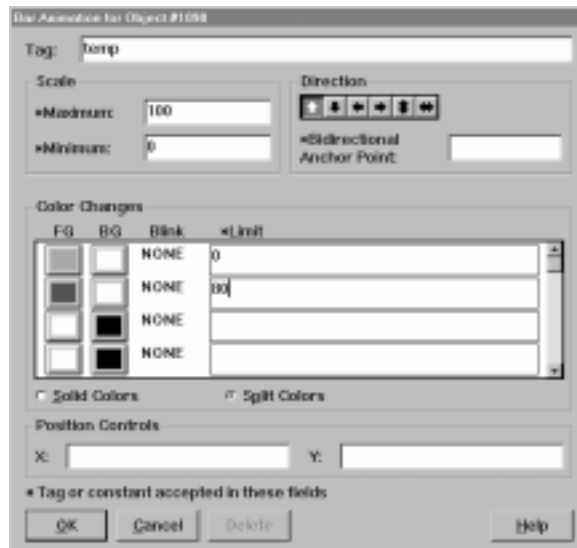 Bar Animation for Object #1090
Tag: temp
Scale
*Maximum: 100
*Minimum: 0
Direction
*Bidirectional
Anchor Point:
Color Changes
FG BG Blink *Limit
NONE 0
NONE 80
NONE
NONE
Solid Colors Split Colors
Position Controls
X: Y:
* Tag or constant accepted in these fields
OK Cancel Delete Help